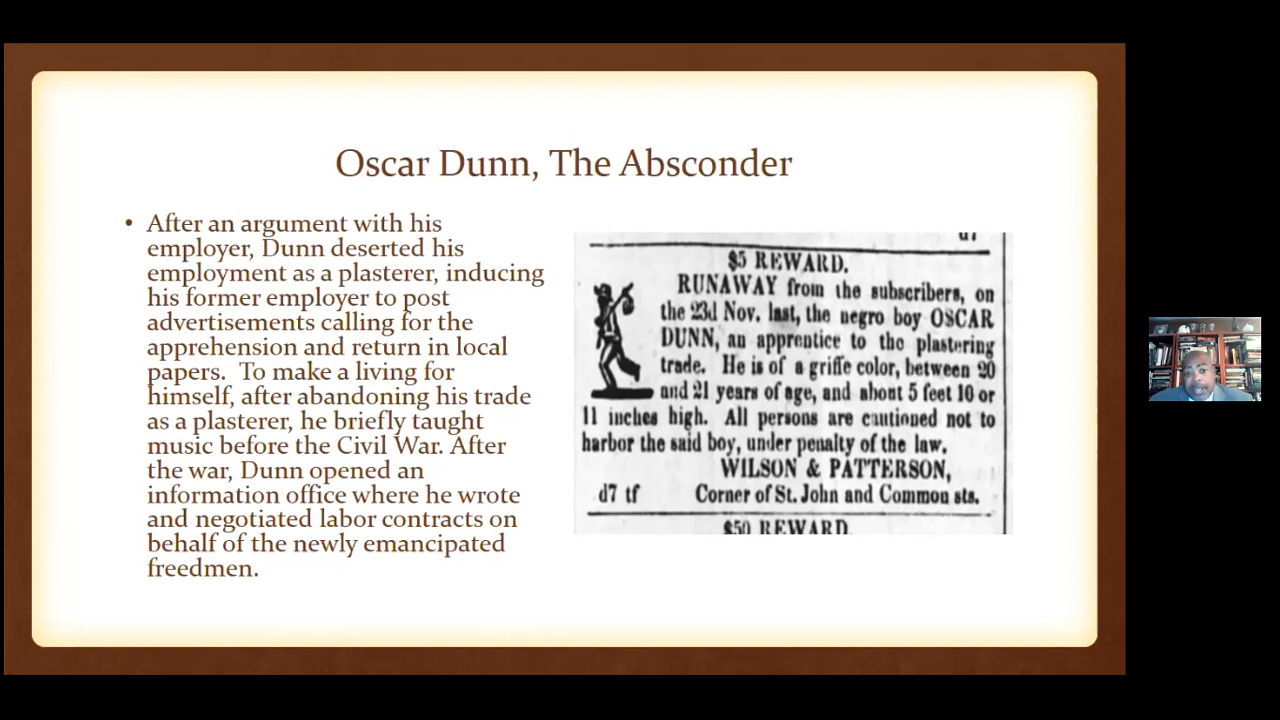 Oscar Dunn, The Absconder
• After an argument with his
employer, Dunn deserted his
employment as a plasterer, inducing
his former employer to post
advertisements calling for the
apprehension and return in local
papers. To make a living for
himself, after abandoning his trade
as a plasterer, he briefly taught
music before the Civil War. After
the war, Dunn opened an
information office where he wrote
and negotiated labor contracts on
behalf of the newly emancipated
freedmen.
d7
$5 REWARD.
RUNAWAY from the subscribers, on
the 23d Nov. last, the negro boy OSCAR
DUNN, an apprentice to the plastering
trade. He is of a griffe color, between 20
and 21 years of age, and about 5 feet 10 or
11 inches high. All persons are cautioned not to
harbor the said boy, under penalty of the law.
WILSON & PATTERSON,
d7 tf Corner of St. John and Common sts.
$50 REWARD